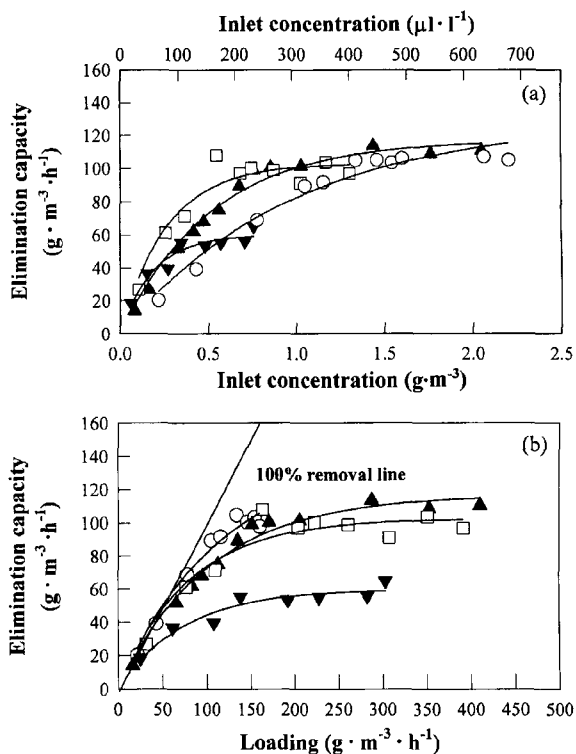 Inlet concentration (μl · l⁻¹)
0 100 200 300 400 500 600 700 800
(a)
160
140
120
100
80
60
40
20
0
Elimination capacity
(g · m⁻³ · h⁻¹)
0.0 0.5 1.0 1.5 2.0 2.5
Inlet concentration (g·m⁻³)
(b)
100% removal line
160
140
120
100
80
60
40
20
0
Elimination capacity
(g · m⁻³ · h⁻¹)
0 50 100 150 200 250 300 350 400 450 500
Loading (g · m⁻³ · h⁻¹)